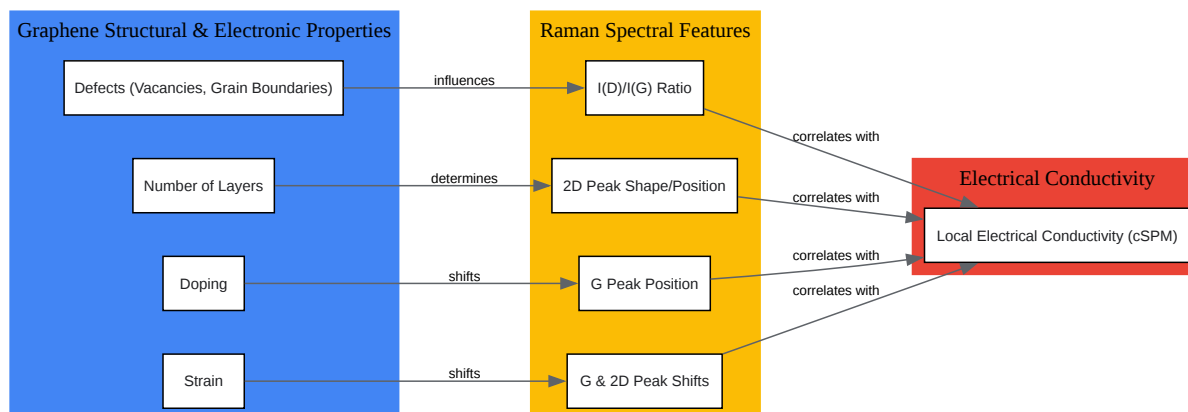 Graphene Structural & Electronic Properties
Raman Spectral Features
Defects (Vacancies, Grain Boundaries)
influences
I(D)/I(G) Ratio
correlates with
Number of Layers
determines
2D Peak Shape/Position
correlates with
Electrical Conductivity
Local Electrical Conductivity (cSPM)
Doping
shifts
G Peak Position
correlates with
correlates with
Strain
shifts
G & 2D Peak Shifts